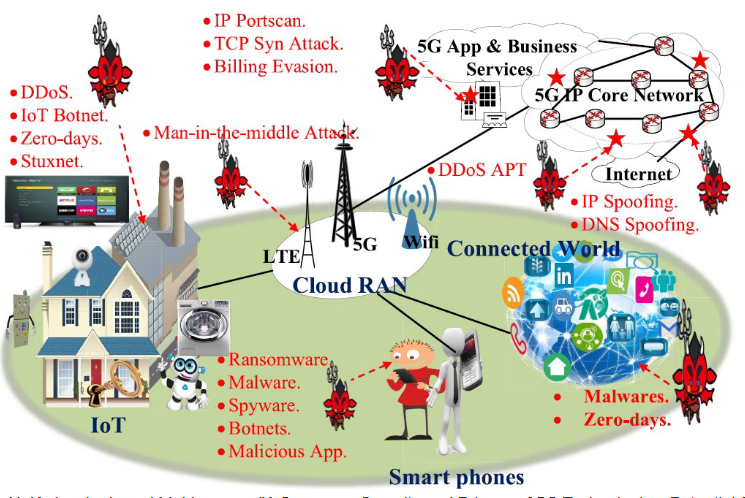 • IP Portscan.
• TCP Syn Attack.
• Billing Evasion.
5G App & Business
Services
5G IP Core Network
Internet
• DDoS.
• IoT Botnet.
• Zero-days.
• Stuxnet.
• Man-in-the-middle Attack.
• DDoS APT
• IP Spoofing.
• DNS Spoofing.
LTE
5G
Wifi
Cloud RAN
Connected World
in
• Ransomware
• Malware.
• Spyware.
• Botnets.
• Malicious App.
• Malwares.
• Zero-days.
IoT
Smart phones